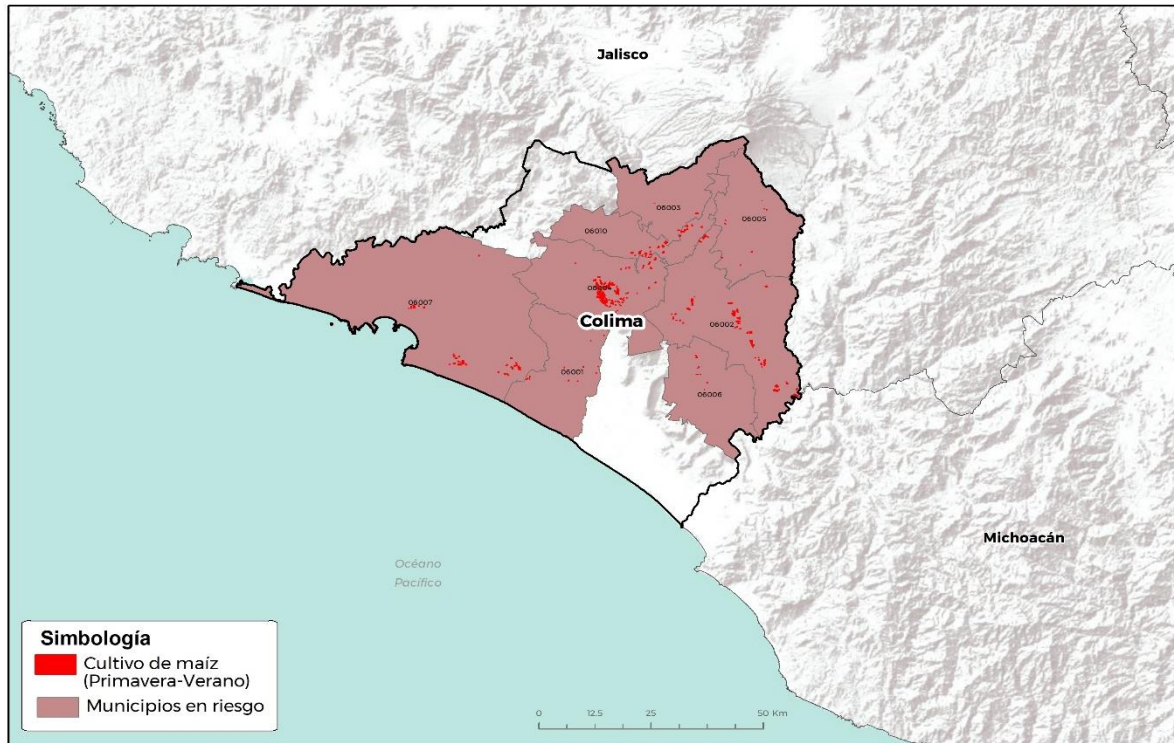 Jalisco
06003
06005
06010
06004
06007
Colima
06002
06001
06006
Michoacán
Océano
Pacífico
Simbología
Cultivo de maíz
(Primavera-Verano)
Municipios en riesgo
0 12.5 25 50 Km